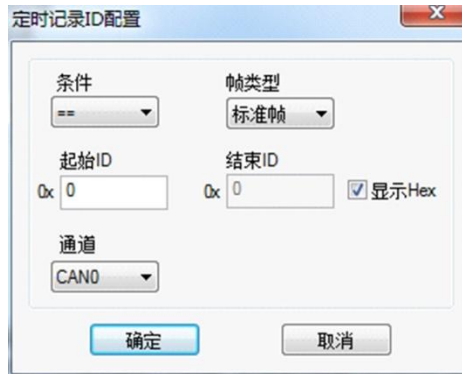 定时记录ID配置
x
条件 帧类型
== 标准帧
起始ID 结束ID
0x 0 0x 0 显示Hex
通道
CAN0
确定 取消